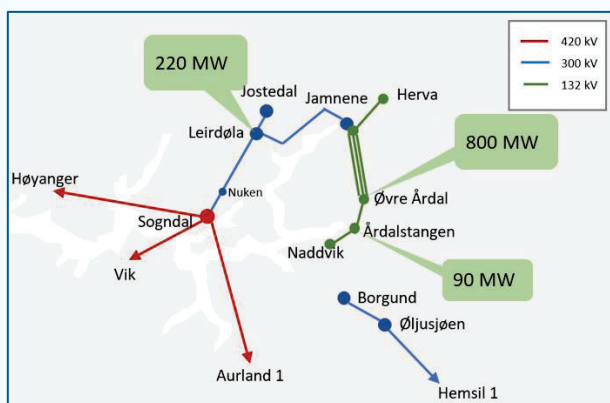 420 kV
300 kV
132 kV
220 MW
Jostedal
Jamnene
Herva
Leirdøla
800 MW
Høyanger
Nuken
Øvre Årdal
Sogndal
Årdalstangen
Naddvik
Vik
90 MW
Borgund
Øljusjøen
Aurland 1
Hemsil 1